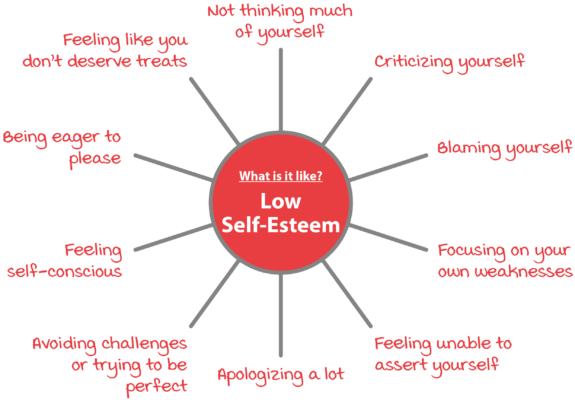 Not thinking much
of yourself
Criticizing yourself
Blaming yourself
Focusing on your
own weaknesses
Feeling unable to
assert yourself
Apologizing a lot
Avoiding challenges
or trying to be
perfect
Feeling
self-conscious
Being eager to
please
Feeling like you
don't deserve treats
What is it like?
Low
Self-Esteem